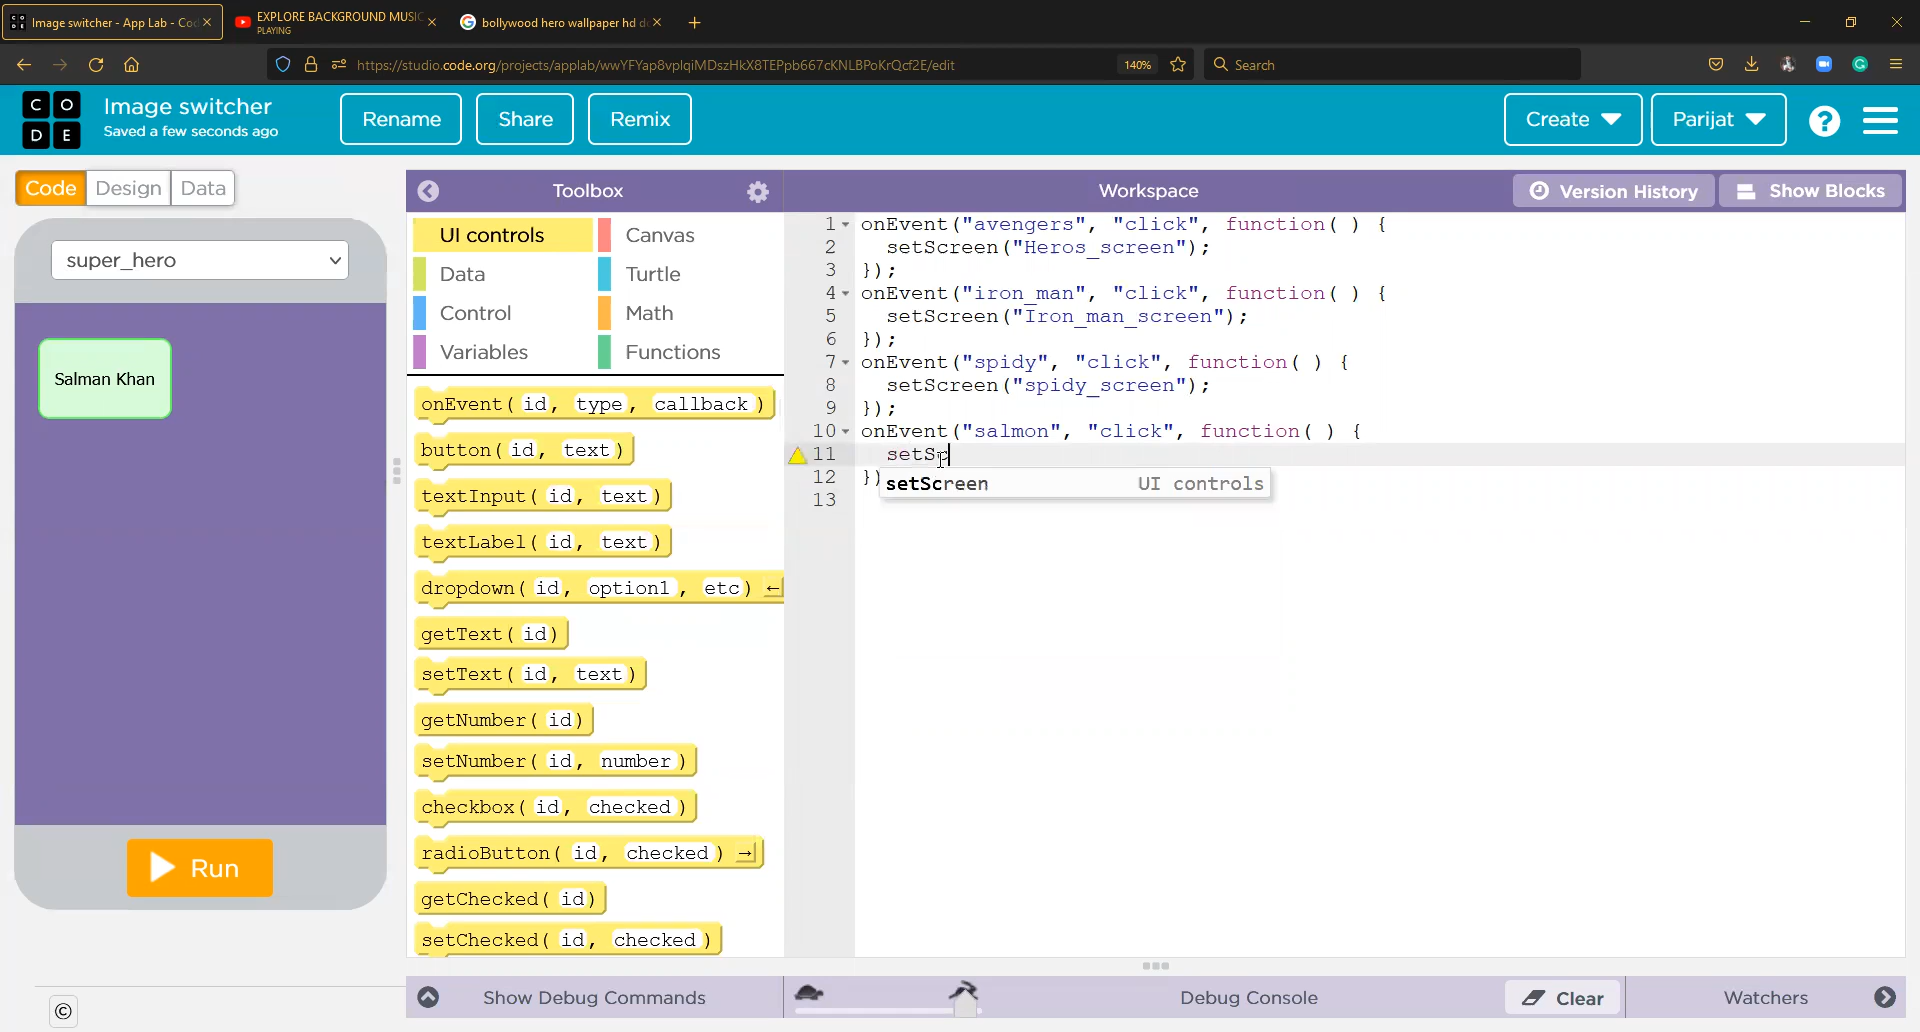 Image switcher - App Lab - Cod
EXPLORE BACKGROUND MUSIC
PLAYING
bollywood hero wallpaper hd d
https://studio.code.org/projects/applab/wwYFYap8vplqiMDszHkX8TEPpb667cKNLBPoKrQcf2E/edit
140%
Search
CODE
Image switcher
Saved a few seconds ago
Rename
Share
Remix
Create
Parijat
?
Code
Design
Data
Toolbox
Workspace
Version History
Show Blocks
super_hero
Salman Khan
Run
UI controls
Canvas
Data
Turtle
Control
Math
Variables
Functions
onEvent( id, type, callback )
button( id, text )
textInput( id, text )
textLabel( id, text )
dropdown( id, option1, etc) ←
getText( id)
setText( id, text )
getNumber( id)
setNumber( id, number )
checkbox( id, checked )
radioButton( id, checked ) →
getChecked( id)
setChecked( id, checked )
1 onEvent("avengers", "click", function( ) {
2 setScreen("Heros_screen");
3 });
4 onEvent("iron_man", "click", function( ) {
5 setScreen("Iron_man_screen");
6 });
7 onEvent("spidy", "click", function( ) {
8 setScreen("spidy_screen");
9 });
10 onEvent("salmon", "click", function( ) {
11 setSc
12 })
setScreen UI controls
13
©
Show Debug Commands
Debug Console
Clear
Watchers